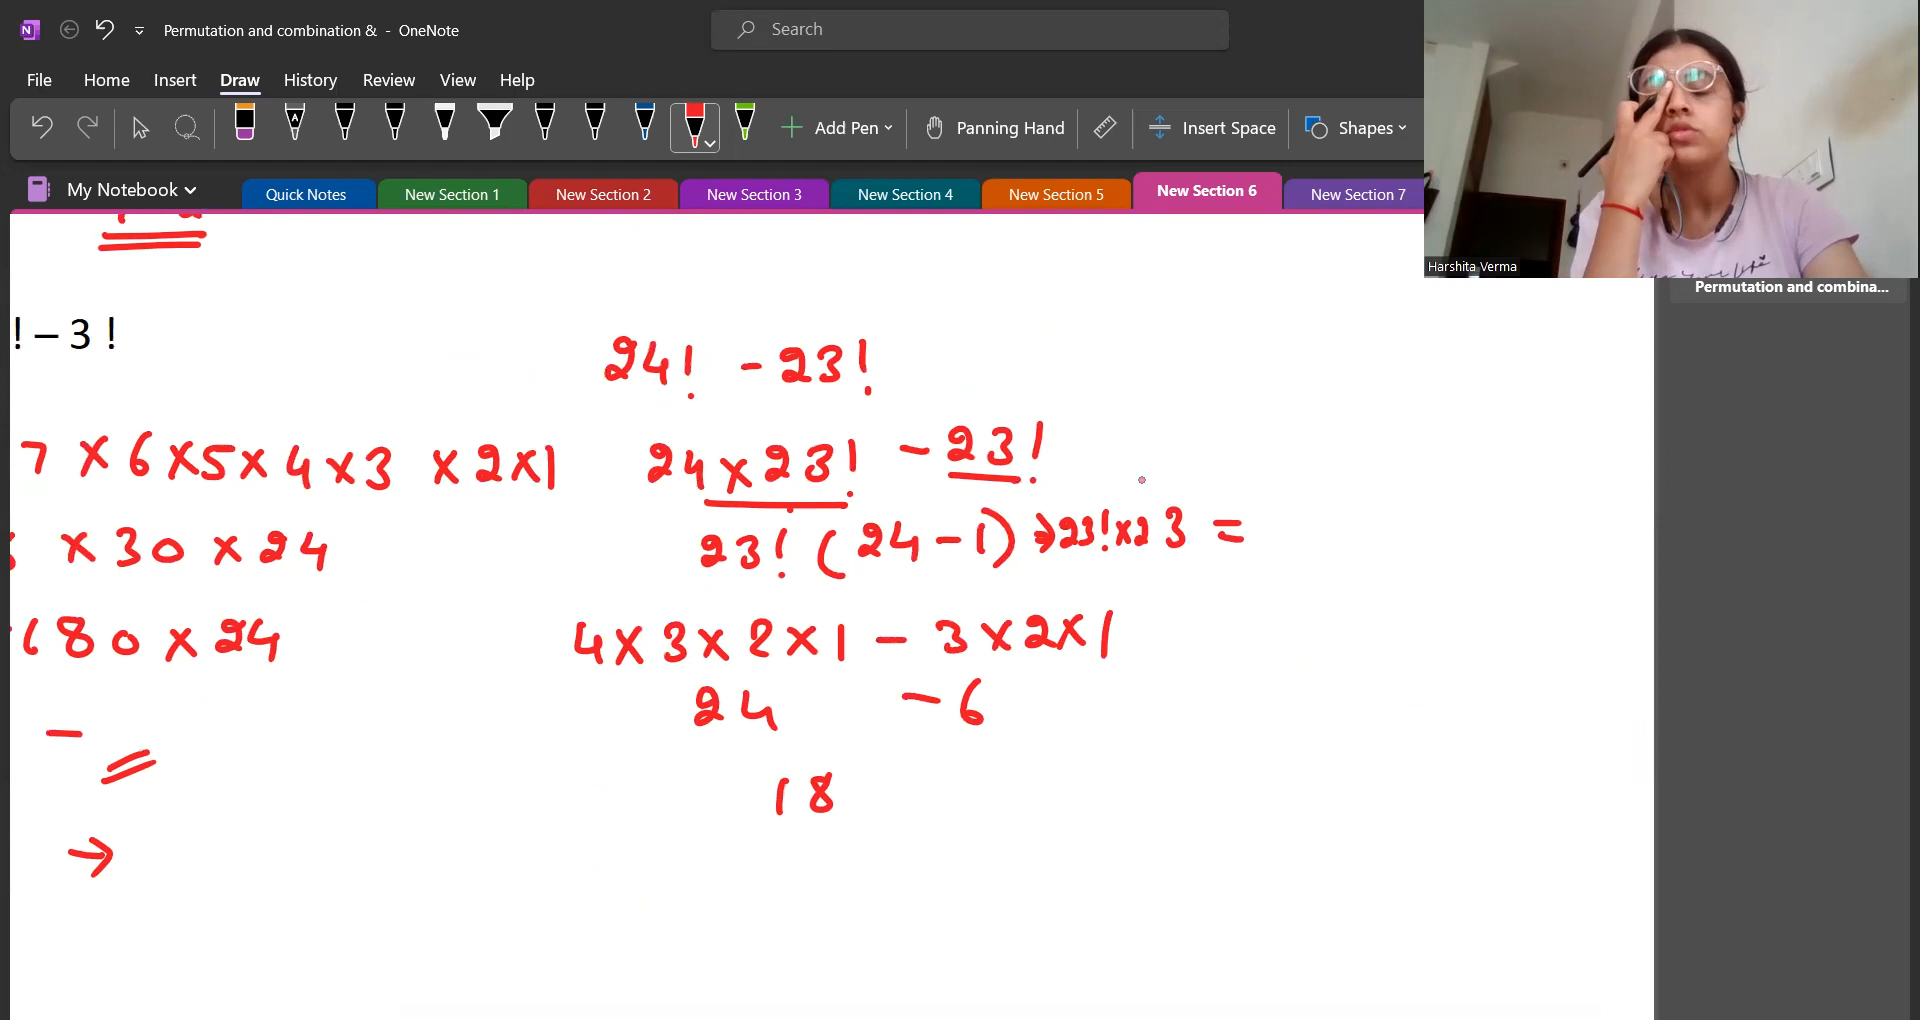 Permutation and combination & - OneNote
Search
File Home Insert Draw History Review View Help
Add Pen Panning Hand Insert Space Shapes
My Notebook Quick Notes New Section 1 New Section 2 New Section 3 New Section 4 New Section 5 New Section 6 New Section 7
Harshita Verma
Permutation and combina...
! – 3 !
7 × 6 × 5 × 4 × 3 × 2 × 1
× 30 × 24
680 × 24
–
→
24! - 23!
24 × 23! - 23!
23! (24 - 1) ⇒ 23! × 23 =
4 × 3 × 2 × 1 - 3 × 2 × 1
24 - 6
18